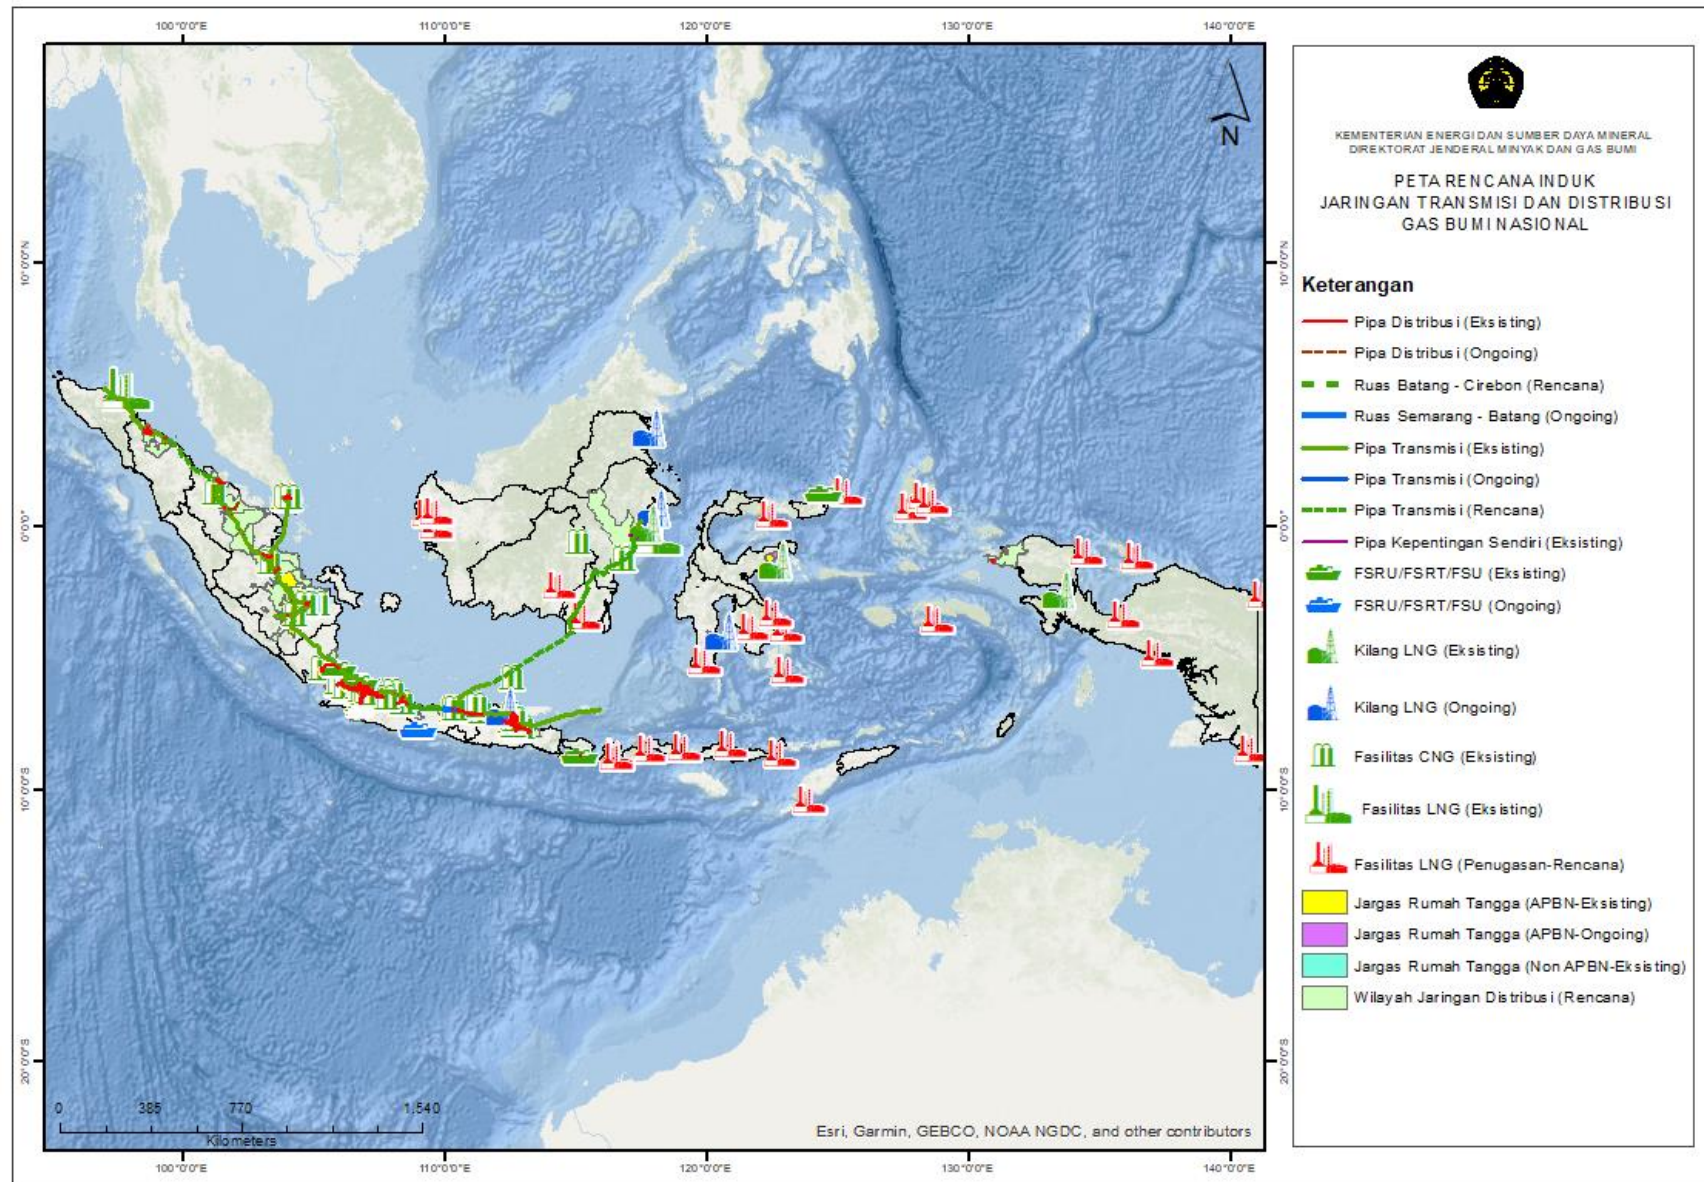 100°0'0"E
110°0'0"E
120°0'0"E
130°0'0"E
140°0'0"E
10°0'0"N
0°0'0"
10°0'0"S
20°0'0"S
10°0'0"N
0°0'0"
10°0'0"S
20°0'0"S
N
0 385 770 1.540
Kilometers
Esri, Garmin, GEBCO, NOAA NGDC, and other contributors
100°0'0"E
110°0'0"E
120°0'0"E
130°0'0"E
140°0'0"E
KEMENTERIAN ENERGI DAN SUMBER DAYA MINERAL
DIREKTORAT JENDERAL MINYAK DAN GAS BUMI
PETA RENCANA INDUK
JARINGAN TRANSMISI DAN DISTRIBUSI
GAS BUMI NASIONAL
Keterangan
Pipa Distribusi (Eksisting)
Pipa Distribusi (Ongoing)
Ruas Batang - Cirebon (Rencana)
Ruas Semarang - Batang (Ongoing)
Pipa Transmisi (Eksisting)
Pipa Transmisi (Ongoing)
Pipa Transmisi (Rencana)
Pipa Kepentingan Sendiri (Eksisting)
FSRU/FSRT/FSU (Eksisting)
FSRU/FSRT/FSU (Ongoing)
Kilang LNG (Eksisting)
Kilang LNG (Ongoing)
Fasilitas CNG (Eksisting)
Fasilitas LNG (Eksisting)
Fasilitas LNG (Penugasan-Rencana)
Jargas Rumah Tangga (APBN-Eksisting)
Jargas Rumah Tangga (APBN-Ongoing)
Jargas Rumah Tangga (Non APBN-Eksisting)
Wilayah Jaringan Distribusi (Rencana)